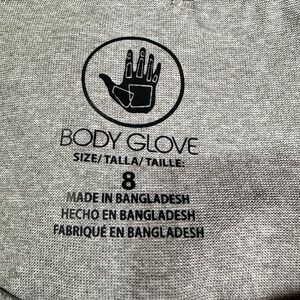 BODY GLOVE
SIZE/TALLA/TAILLE:
8
MADE IN BANGLADESH
HECHO EN BANGLADESH
FABRIQUÉ EN BANGLADESH